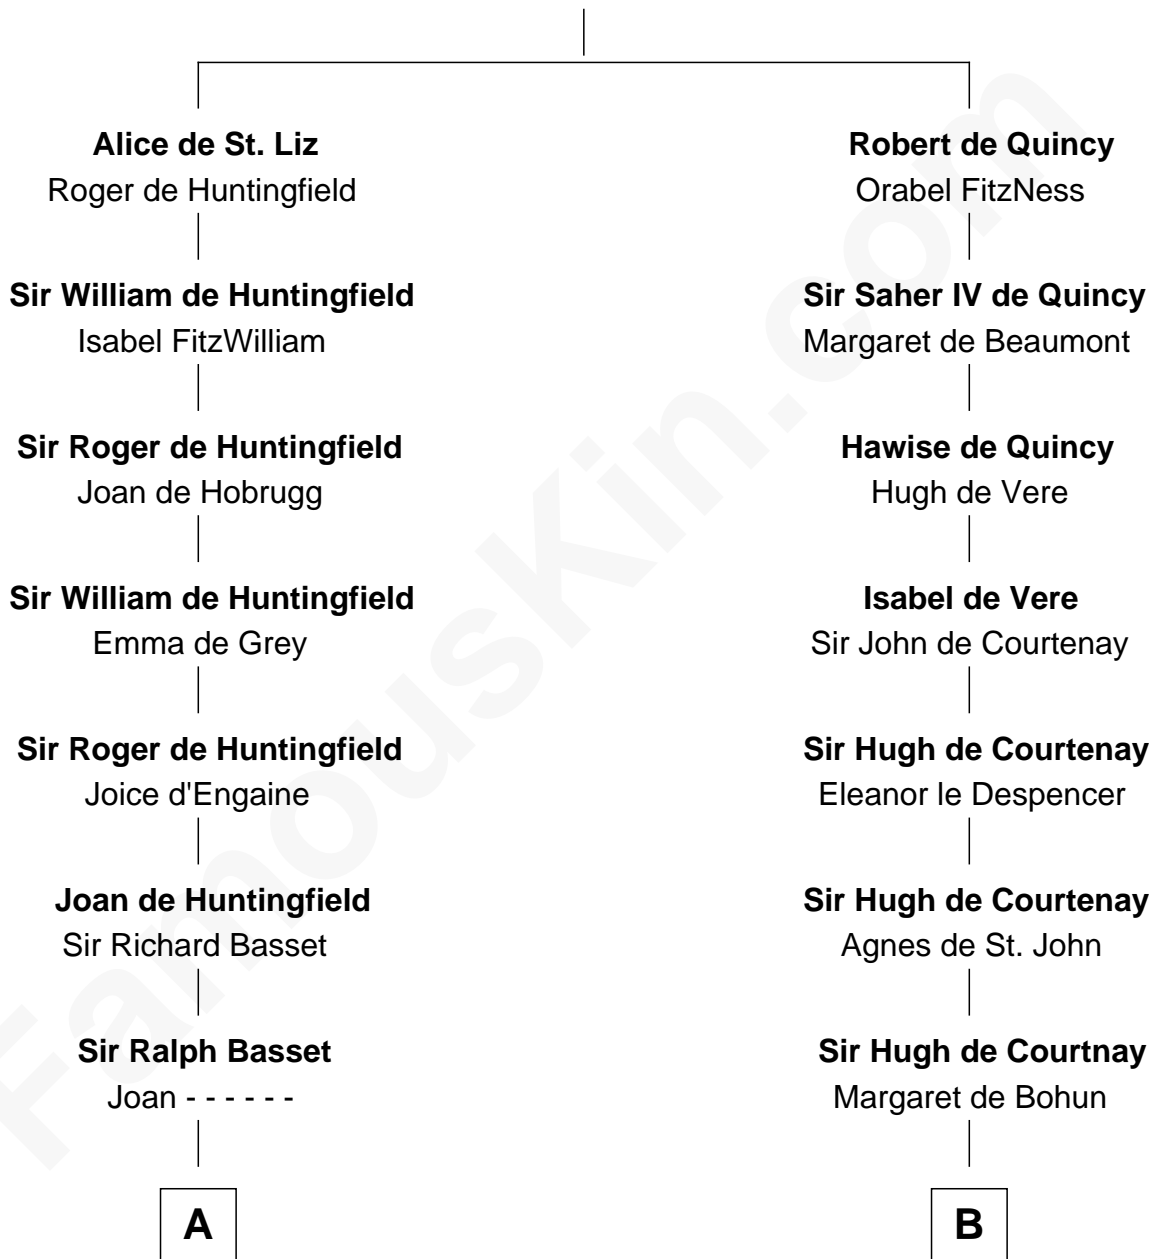 Alice de St. Liz
Roger de Huntingfield
Sir William de Huntingfield
Isabel FitzWilliam
Sir Roger de Huntingfield
Joan de Hobrugg
Sir William de Huntingfield
Emma de Grey
Sir Roger de Huntingfield
Joice d'Engaine
Joan de Huntingfield
Sir Richard Basset
Sir Ralph Basset
Joan - - - - - -
A
Robert de Quincy
Orabel FitzNess
Sir Saher IV de Quincy
Margaret de Beaumont
Hawise de Quincy
Hugh de Vere
Isabel de Vere
Sir John de Courtenay
Sir Hugh de Courtenay
Eleanor le Despencer
Sir Hugh de Courtenay
Agnes de St. John
Sir Hugh de Courtnay
Margaret de Bohun
B
FamousKin.com